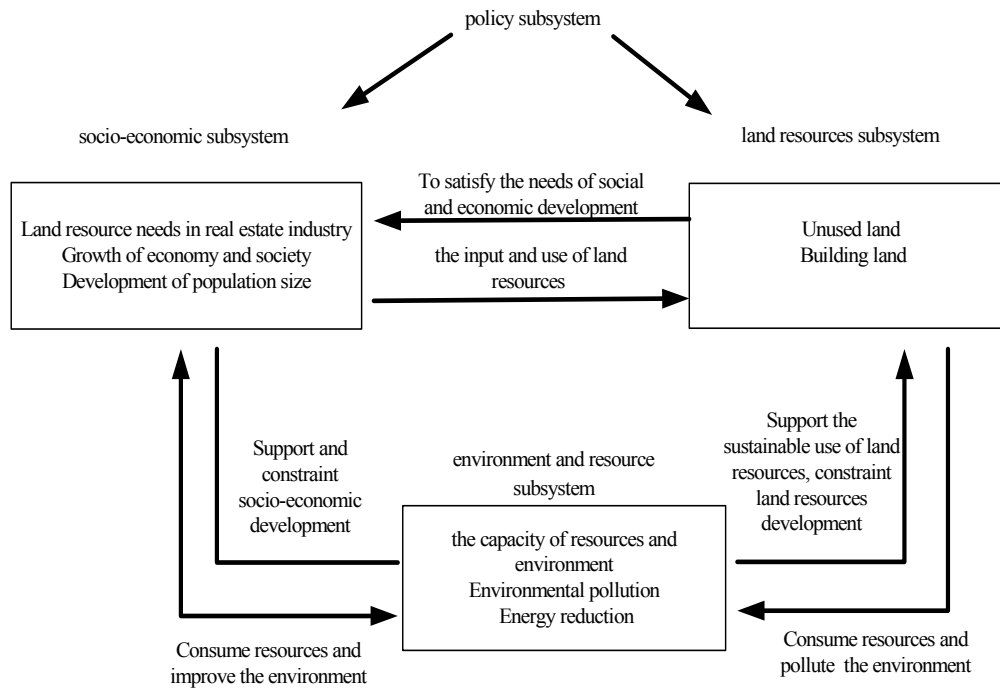 policy subsystem
socio-economic subsystem
land resources subsystem
To satisfy the needs of social
and economic development
Land resource needs in real estate industry
Growth of economy and society
Development of population size
the input and use of land
resources
Unused land
Building land
Support and
constraint
socio-economic
development
environment and resource
subsystem
Support the
sustainable use of land
resources, constraint
land resources
development
the capacity of resources and
environment
Environmental pollution
Energy reduction
Consume resources and
improve the environment
Consume resources and
pollute the environment